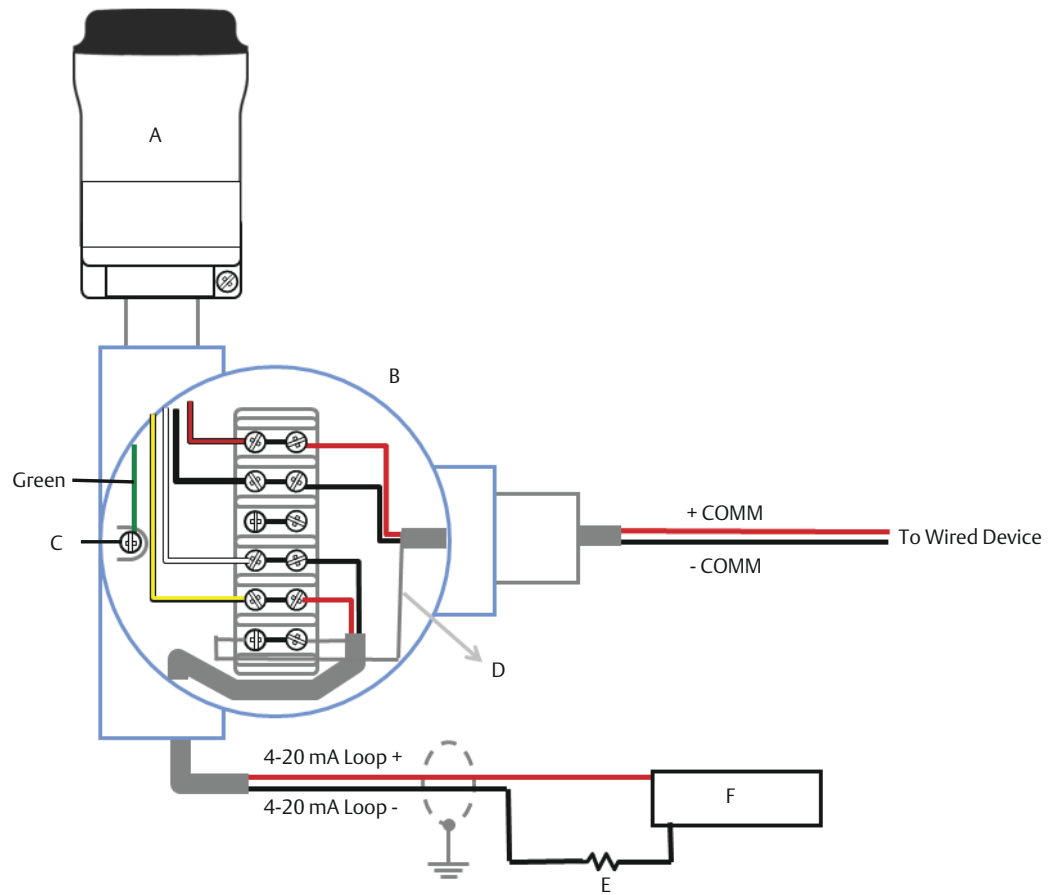 A
B
Green
C
+ COMM
- COMM
To Wired Device
D
4-20 mA Loop +
4-20 mA Loop -
F
E